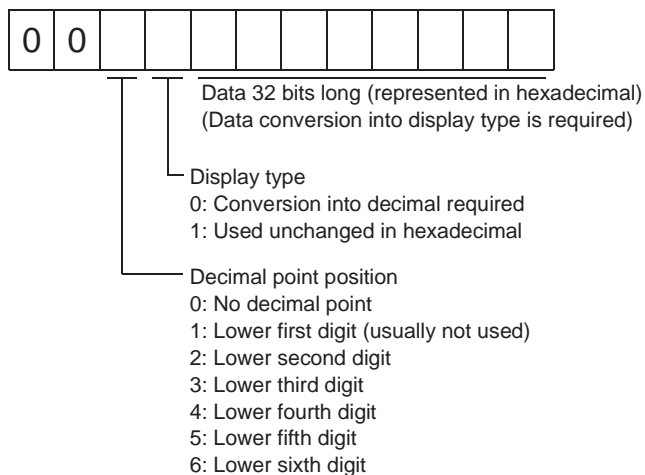 0 0
Data 32 bits long (represented in hexadecimal)
(Data conversion into display type is required)
Display type
0: Conversion into decimal required
1: Used unchanged in hexadecimal
Decimal point position
0: No decimal point
1: Lower first digit (usually not used)
2: Lower second digit
3: Lower third digit
4: Lower fourth digit
5: Lower fifth digit
6: Lower sixth digit